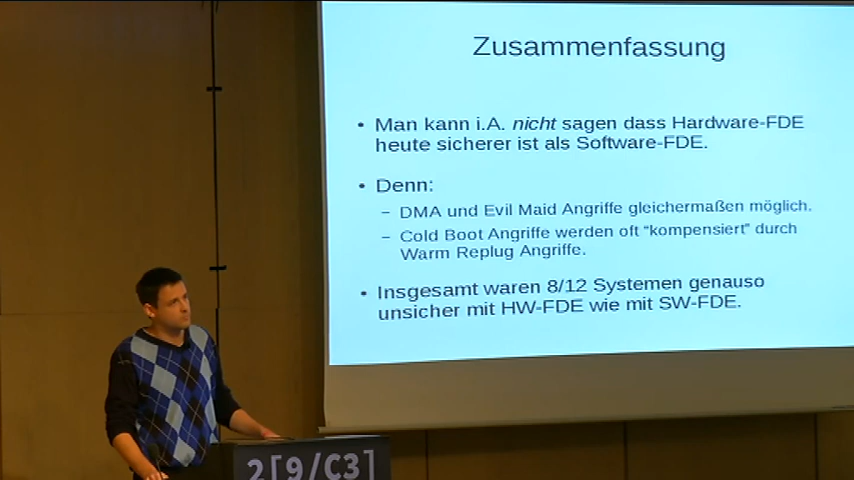 Zusammenfassung
• Man kann i.A. nicht sagen dass Hardware-FDE
heute sicherer ist als Software-FDE.
• Denn:
– DMA und Evil Maid Angriffe gleichermaßen möglich.
– Cold Boot Angriffe werden oft "kompensiert" durch
Warm Replug Angriffe.
• Insgesamt waren 8/12 Systemen genauso
unsicher mit HW-FDE wie mit SW-FDE.
2[9/C3]